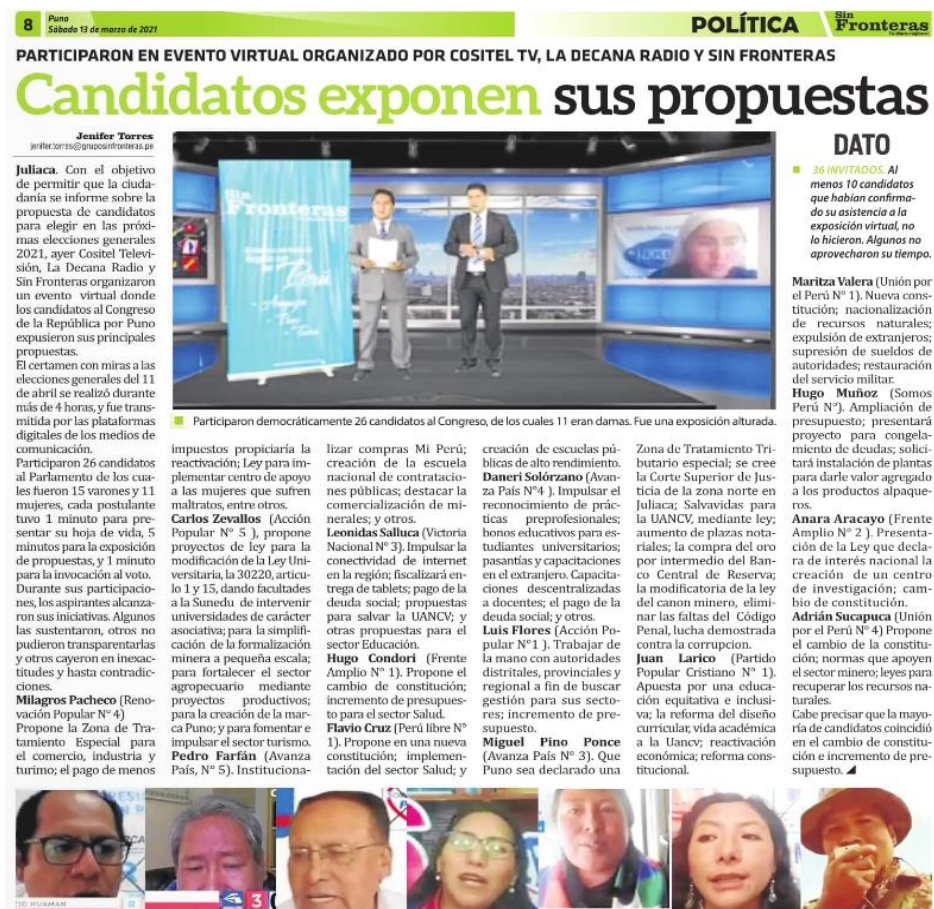 8
Puno
Sábado 13 de marzo de 2021
POLÍTICA
Sin
Fronteras
PARTICIPARON EN EVENTO VIRTUAL ORGANIZADO POR COSITEL TV, LA DECANA RADIO Y SIN FRONTERAS
Candidatos exponen sus propuestas
Jenifer Torres
jenifer.torres@gruposinfronteras.pe
Juliaca. Con el objetivo
de permitir que la ciuda-
danía se informe sobre la
propuesta de candidatos
para elegir en las próxi-
mas elecciones generales
2021, ayer Cositel Televi-
sión, La Decana Radio y
Sin Fronteras organizaron
un evento virtual donde
los candidatos al Congreso
de la República por Puno
expusieron sus principales
propuestas.
El certamen con miras a las
elecciones generales del 11
de abril se realizó durante
más de 4 horas, y fue trans-
mitida por las plataformas
digitales de los medios de
comunicación.
Participaron 26 candidatos
al Parlamento de los cua-
les fueron 15 varones y 11
mujeres, cada postulante
tuvo 1 minuto para pre-
sentar su hoja de vida, 5
minutos para la exposición
de propuestas, y 1 minuto
para la invocación al voto.
Durante sus participacio-
nes, los aspirantes alcanza-
ron sus iniciativas. Algunos
las sustentaron, otros no
pudieron transparentarlas
y otros cayeron en inexac-
titudes y hasta contradic-
ciones.
Milagros Pacheco (Reno-
vación Popular N° 4)
Propone la Zona de Tra-
tamiento Especial para
el comercio, industria y
turimo; el pago de menos
Sin
Fronteras
Perú
Participaron democráticamente 26 candidatos al Congreso, de los cuales 11 eran damas. Fue una exposición alturada.
impuestos propiciaría la
reactivación; Ley para im-
plementar centro de apoyo
a las mujeres que sufren
maltratos, entre otros.
Carlos Zevallos (Acción
Popular N° 5 ), propone
proyectos de ley para la
modificación de la Ley Uni-
versitaria, la 30220, artícu-
lo 1 y 15, dando facultades
a la Sunedu de intervenir
universidades de carácter
asociativa; para la simplifi-
cación de la formalización
minera a pequeña escala;
para fortalecer el sector
agropecuario mediante
proyectos productivos;
para la creación de la mar-
ca Puno; y para fomentar e
impulsar el sector turismo.
Pedro Farfán (Avanza
País, N° 5). Instituciona-
lizar compras Mi Perú;
creación de la escuela
nacional de contratacio-
nes públicas; destacar la
comercialización de mi-
nerales; y otros.
Leonidas Salluca (Victoria
Nacional N° 3). Impulsar la
conectividad de internet
en la región; fiscalizará en-
trega de tablets; pago de la
deuda social; propuestas
para salvar la UANCV; y
otras propuestas para el
sector Educación.
Hugo Condori (Frente
Amplio N° 1). Propone el
cambio de constitución;
incremento de presupues-
to para el sector Salud.
Flavio Cruz (Perú libre N°
1). Propone en una nueva
constitución; implemen-
tación del sector Salud; y
creación de escuelas pú-
blicas de alto rendimiento.
Daneri Solórzano (Avan-
za País N°4 ). Impulsar el
reconocimiento de prác-
ticas preprofesionales;
bonos educativos para es-
tudiantes universitarios;
pasantías y capacitaciones
en el extranjero. Capacita-
ciones descentralizadas
a docentes; el pago de la
deuda social; y otros.
Luis Flores (Acción Po-
pular N°1 ). Trabajar de
la mano con autoridades
distritales, provinciales y
regional a fin de buscar
gestión para sus secto-
res; incremento de pre-
supuesto.
Miguel Pino Ponce
(Avanza País N° 3). Que
Puno sea declarado una
Zona de Tratamiento Tri-
butario especial; se cree
la Corte Superior de Jus-
ticia de la zona norte en
Juliaca; Salvavidas para
la UANCV, mediante ley;
aumento de plazas nota-
riales; la compra del oro
por intermedio del Ban-
co Central de Reserva;
la modificatoria de la ley
del canon minero, elimi-
nar las faltas del Código
Penal, lucha demostrada
contra la corrupcion.
Juan Larico (Partido
Popular Cristiano N° 1).
Apuesta por una educa-
ción equitativa e inclusi-
va; la reforma del diseño
curricular; vida académica
a la Uancv; reactivación
económica; reforma cons-
titucional.
DATO
36 INVITADOS. Al
menos 10 candidatos
que habían confirma-
do su asistencia a la
exposición virtual, no
lo hicieron. Algunos no
aprovecharon su tiempo.
Maritza Valera (Unión por
el Perú N° 1). Nueva cons-
titución; nacionalización
de recursos naturales;
expulsión de extranjeros;
supresión de sueldos de
autoridades; restauración
del servicio militar.
Hugo Muñoz (Somos
Perú N°). Ampliación de
presupuesto; presentará
proyecto para congela-
miento de deudas; soli-
citará instalación de plantas
para darle valor agregado
a los productos alpaque-
ros.
Anara Aracayo (Frente
Amplio N° 2 ). Presenta-
ción de la Ley que decla-
ra de interés nacional la
creación de un centro
de investigación; cam-
bio de constitución.
Adrián Sucapuca (Unión
por el Perú N° 4) Propone
el cambio de la constitu-
ción; normas que apoyen
el sector minero; leyes para
recuperar los recursos na-
turales.
Cabe precisar que la mayo-
ría de candidatos coincidió
en el cambio de constitu-
ción e incremento de pre-
supuesto.
HUAMAN
3